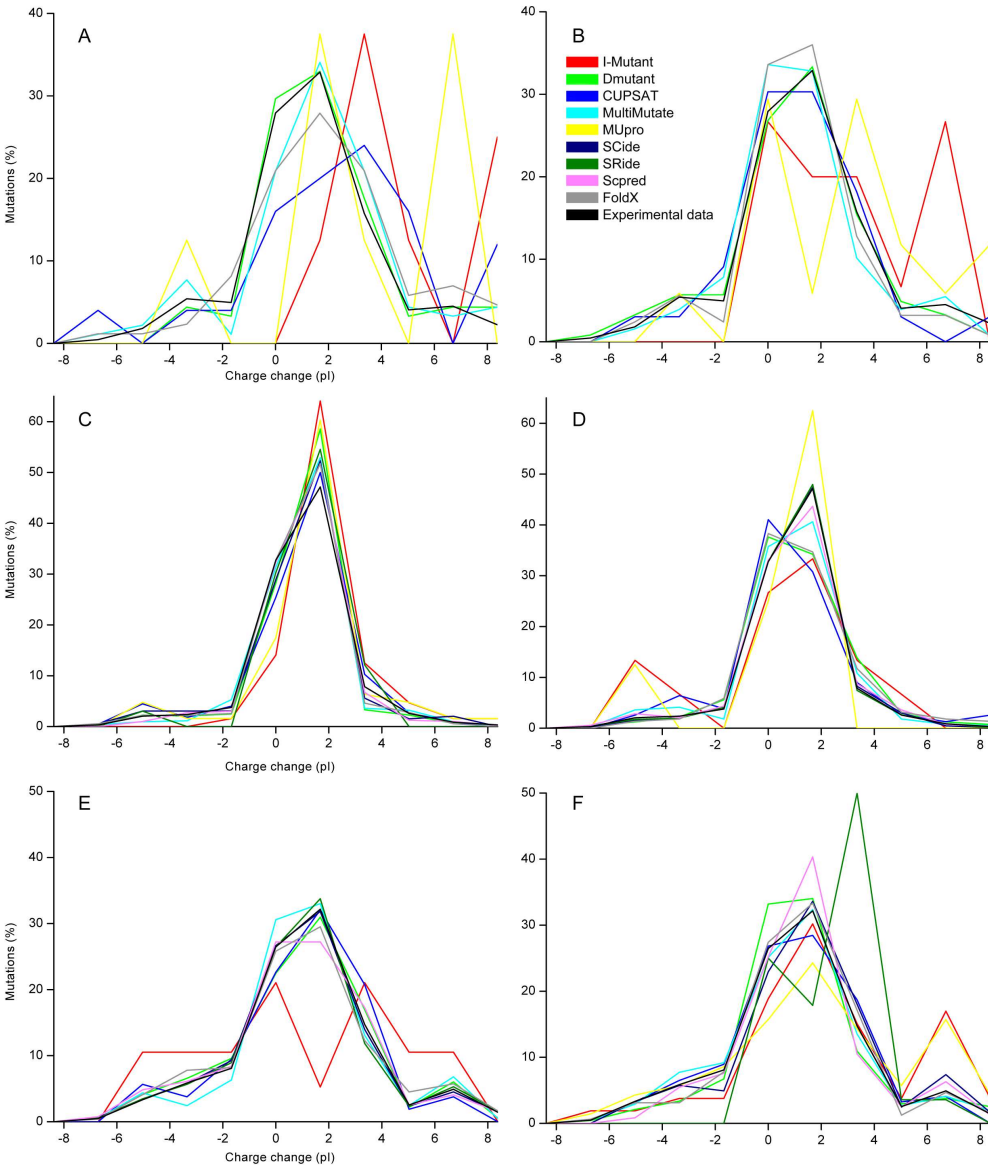 A
Mutations (%)
40
30
20
10
0
-8 -6 -4 -2 0 2 4 6 8
Charge change (pI)
B
I-Mutant
Dmutant
CUPSAT
MultiMutate
MUpro
SCide
SRide
Scpred
FoldX
Experimental data
40
30
20
10
0
-8 -6 -4 -2 0 2 4 6 8
C
Mutations (%)
60
50
40
30
20
10
0
-8 -6 -4 -2 0 2 4 6 8
Charge change (pI)
D
60
50
40
30
20
10
0
-8 -6 -4 -2 0 2 4 6 8
E
Mutations (%)
50
40
30
20
10
0
-8 -6 -4 -2 0 2 4 6 8
Charge change (pI)
F
50
40
30
20
10
0
-8 -6 -4 -2 0 2 4 6 8